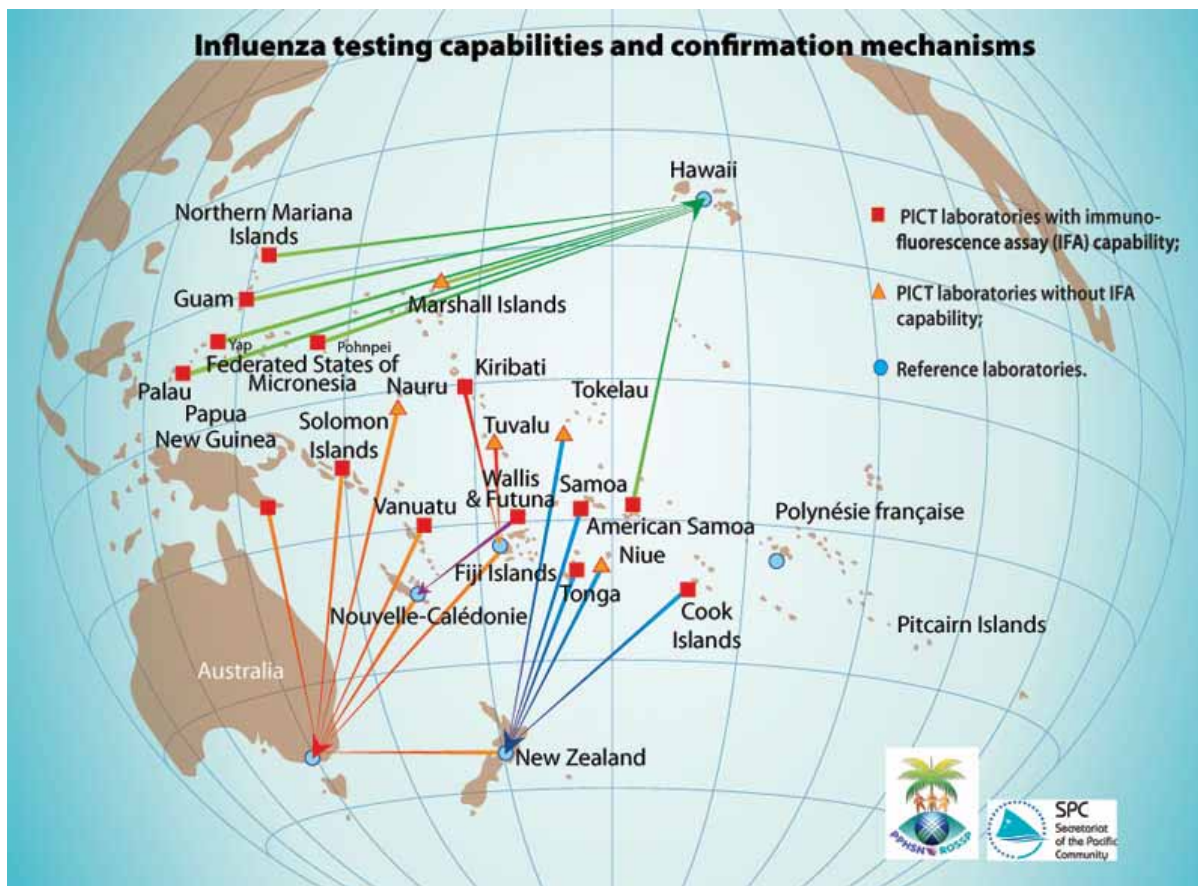 Influenza testing capabilities and confirmation mechanisms
Hawaii
Northern Mariana
Islands
PICT laboratories with immuno-
fluorescence assay (IFA) capability;
Guam
Marshall Islands
PICT laboratories without IFA
capability;
Yap
Pohnpei
Federated States of
Micronesia
Palau
Kiribati
Nauru
Reference laboratories.
Tokelau
Papua
New Guinea
Solomon
Islands
Tuvalu
Wallis
& Futuna
Samoa
Vanuatu
American Samoa
Polynésie française
Niue
Fiji Islands
Tonga
Nouvelle-Calédonie
Cook
Islands
Pitcairn Islands
Australia
New Zealand
PPHSN ROSSP
SPC
Secretariat
of the Pacific
Community